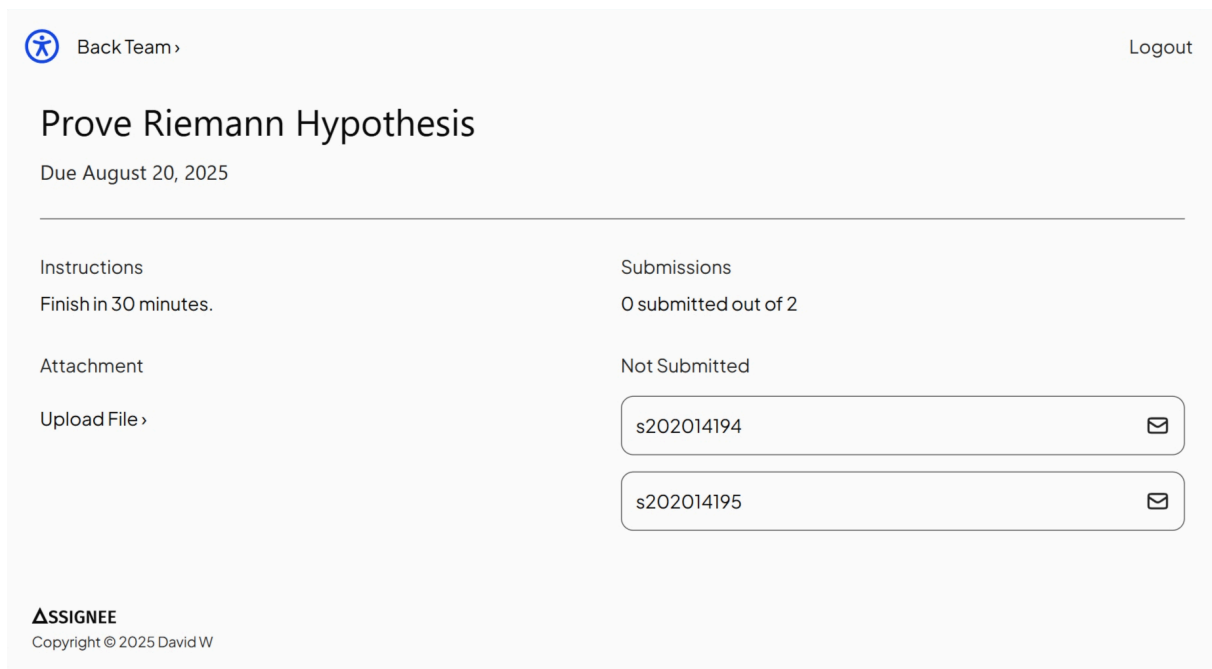 Back Team ›
Logout
Prove Riemann Hypothesis
Due August 20, 2025
Instructions
Finish in 30 minutes.
Attachment
Upload File ›
Submissions
0 submitted out of 2
Not Submitted
s202014194
s202014195
ASSIGNEE
Copyright © 2025 David W